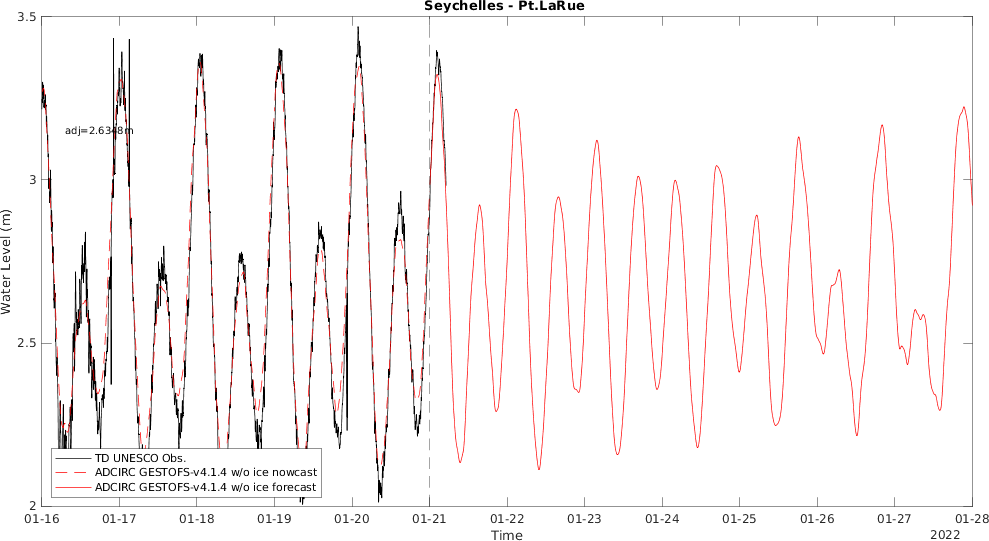 Seychelles - Pt.LaRue
3.5
3
2.5
2
Water Level (m)
adj=2.6348m
TD UNESCO Obs.
ADCIRC GESTOFS-v4.1.4 w/o ice nowcast
ADCIRC GESTOFS-v4.1.4 w/o ice forecast
01-16 01-17 01-18 01-19 01-20 01-21 01-22 01-23 01-24 01-25 01-26 01-27 01-28
Time
2022